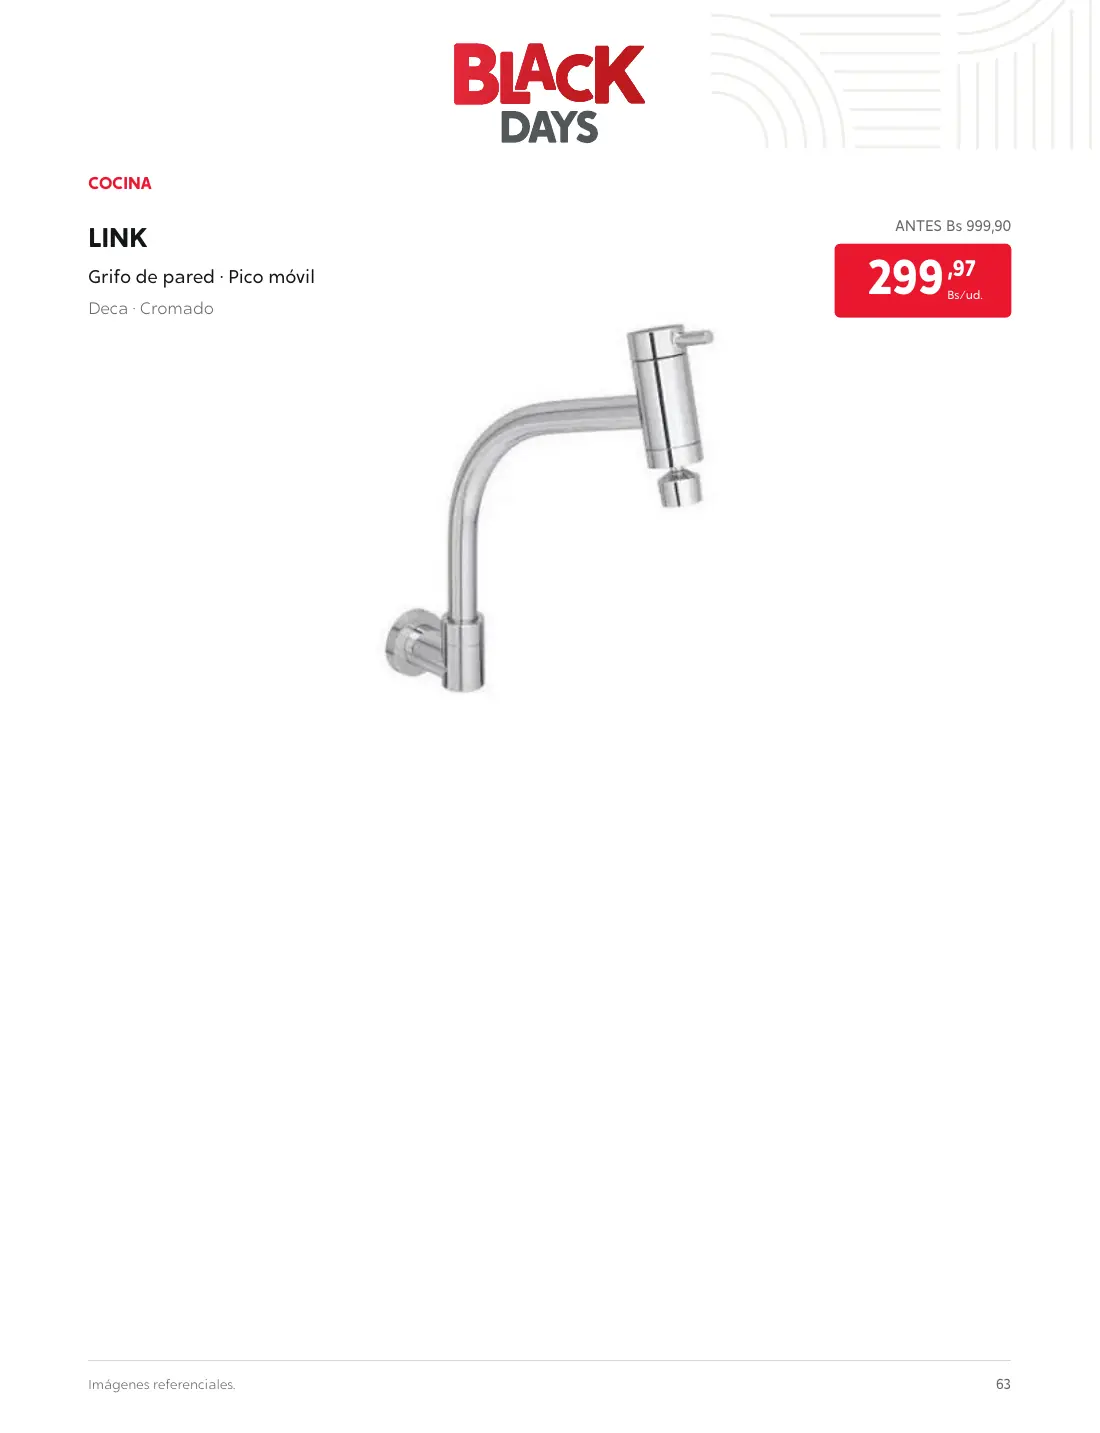 BLACK
DAYS
COCINA
LINK
Grifo de pared · Pico móvil
Deca · Cromado
ANTES Bs 999,90
299,97
Bs/ud.
Imágenes referenciales.
63